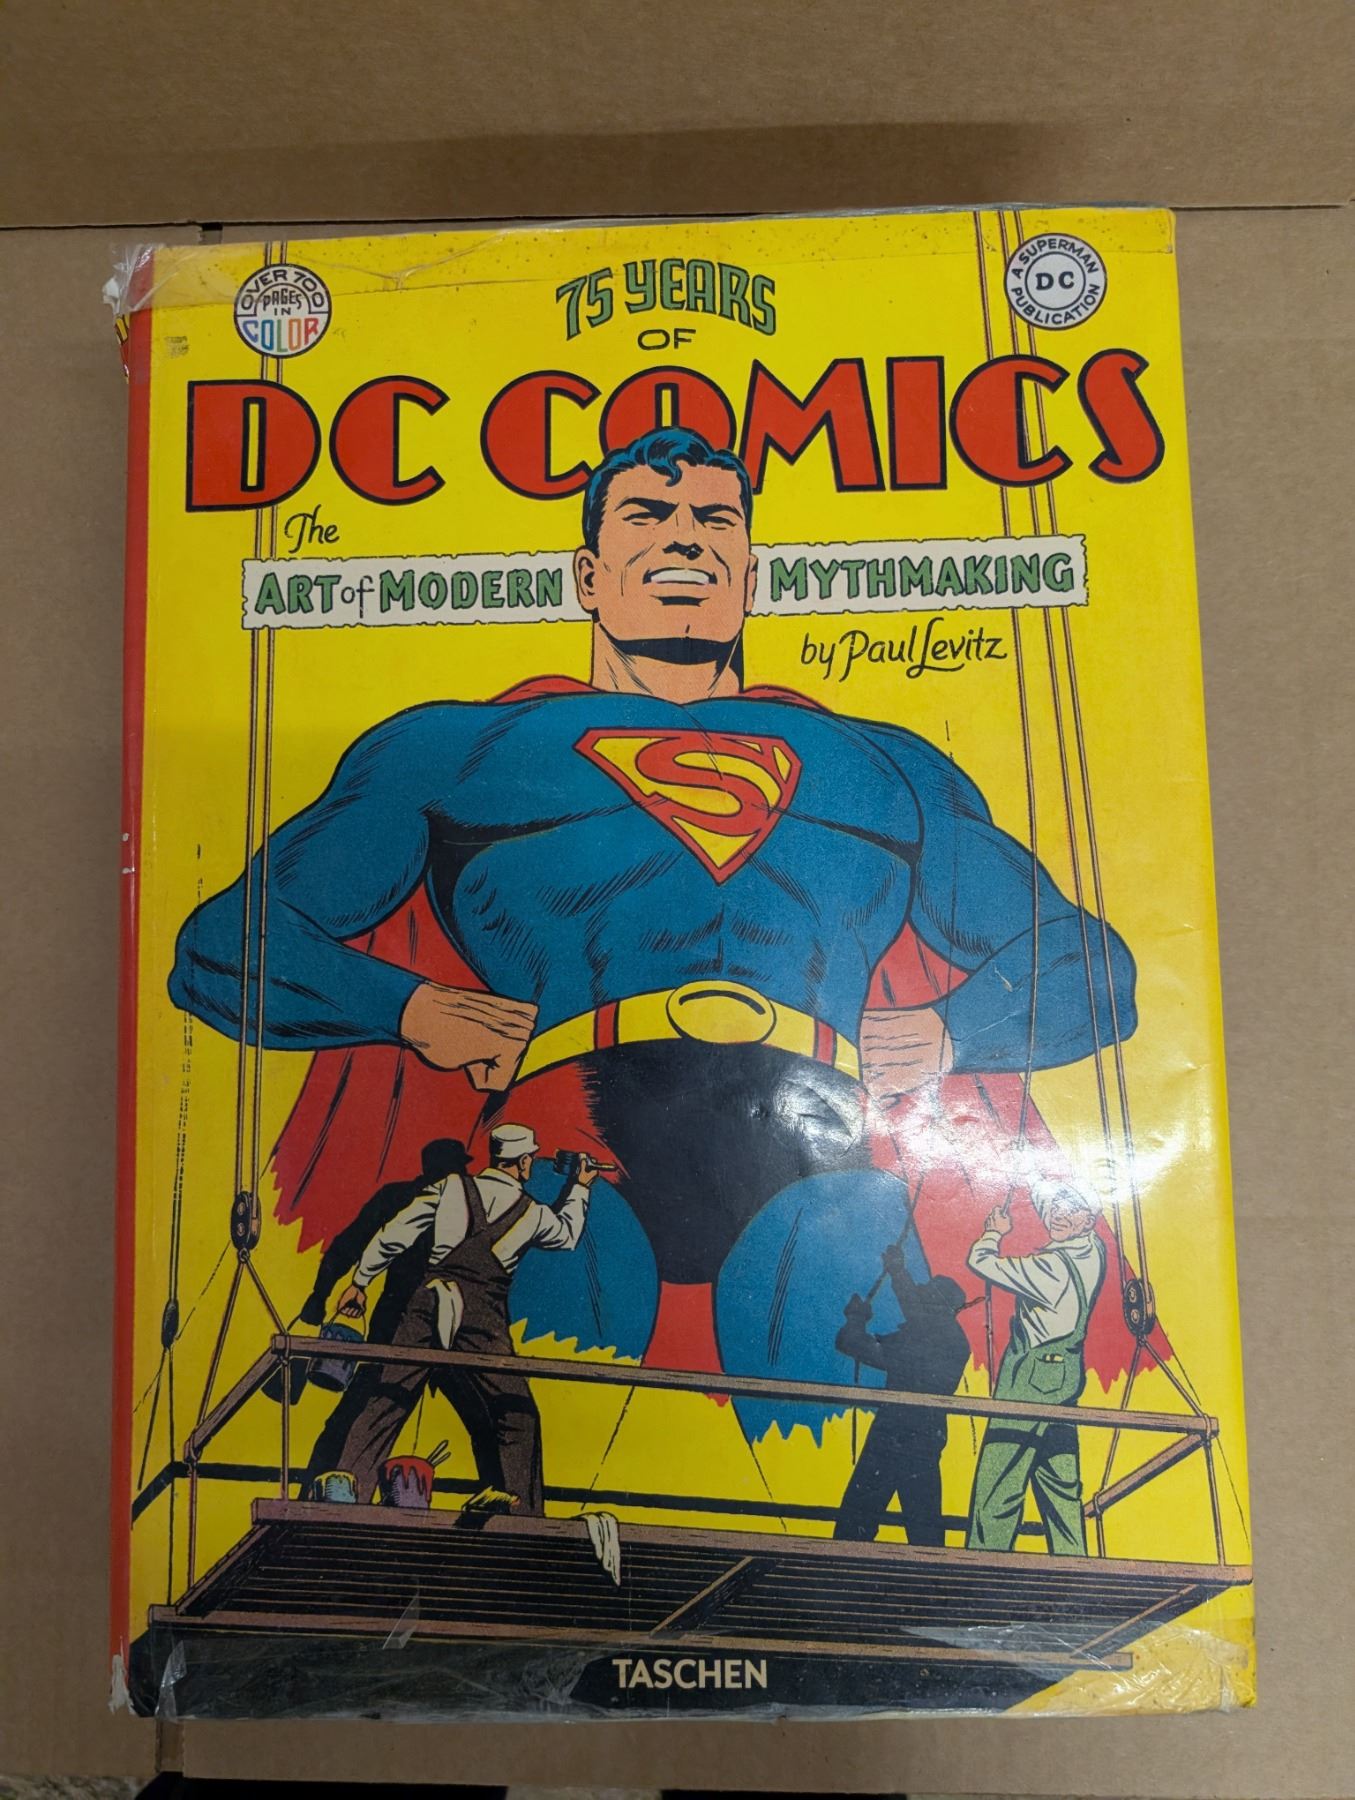 OVER 700
PAGES
IN
COLOR
75 YEARS
OF
A SUPERMAN
DC
PUBLICATION
DC COMICS
The
ART of MODERN MYTHMAKING
by Paul Levitz
S
TASCHEN